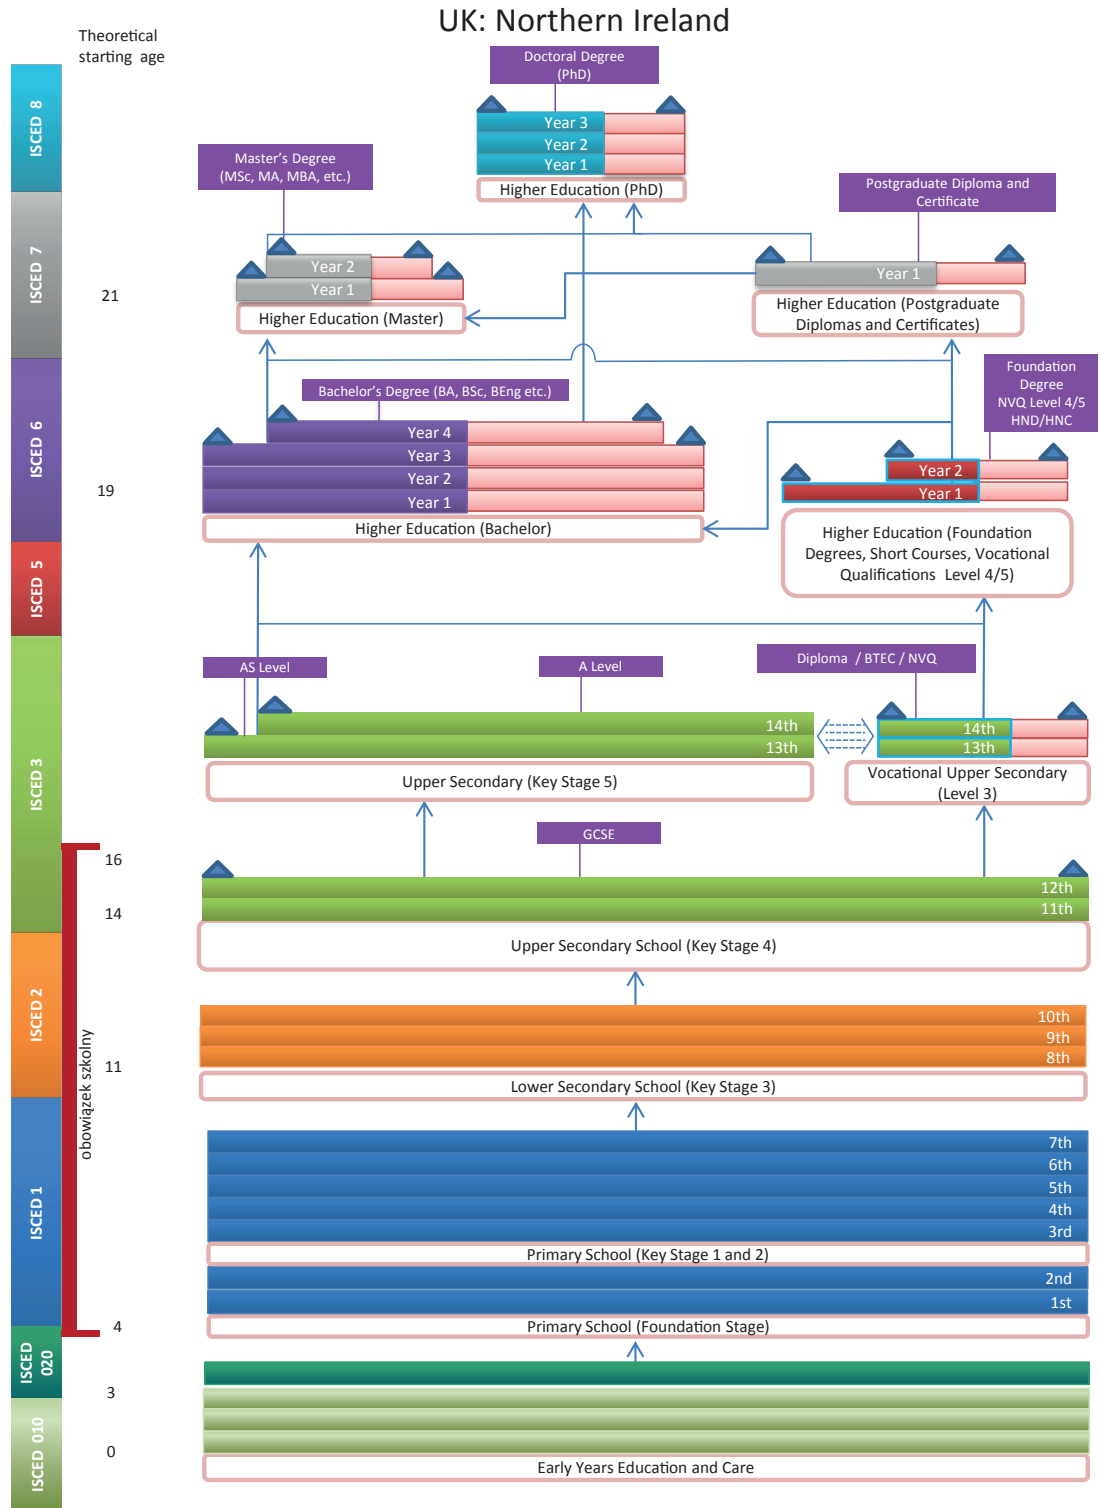 UK: Northern Ireland
Theoretical
starting age
Doctoral Degree
(PhD)
ISCED 8
Year 3
Year 2
Year 1
Higher Education (PhD)
Master's Degree
(MSc, MA, MBA, etc.)
Postgraduate Diploma and
Certificate
ISCED 7
Year 2
Year 1
Higher Education (Master)
Year 1
Higher Education (Postgraduate
Diplomas and Certificates)
21
Foundation
Degree
NVQ Level 4/5
HND/HNC
Bachelor's Degree (BA, BSc, BEng etc.)
ISCED 6
Year 4
Year 3
Year 2
Year 1
Higher Education (Bachelor)
Year 2
Year 1
Higher Education (Foundation
Degrees, Short Courses, Vocational
Qualifications Level 4/5)
19
ISCED 5
AS Level
A Level
Diploma / BTEC / NVQ
ISCED 3
14th
13th
Upper Secondary (Key Stage 5)
14th
13th
Vocational Upper Secondary
(Level 3)
GCSE
16
14
12th
11th
Upper Secondary School (Key Stage 4)
ISCED 2
10th
9th
8th
11
Lower Secondary School (Key Stage 3)
obowiązek szkolny
ISCED 1
7th
6th
5th
4th
3rd
Primary School (Key Stage 1 and 2)
2nd
1st
4
Primary School (Foundation Stage)
ISCED
020
3
ISCED 010
0
Early Years Education and Care